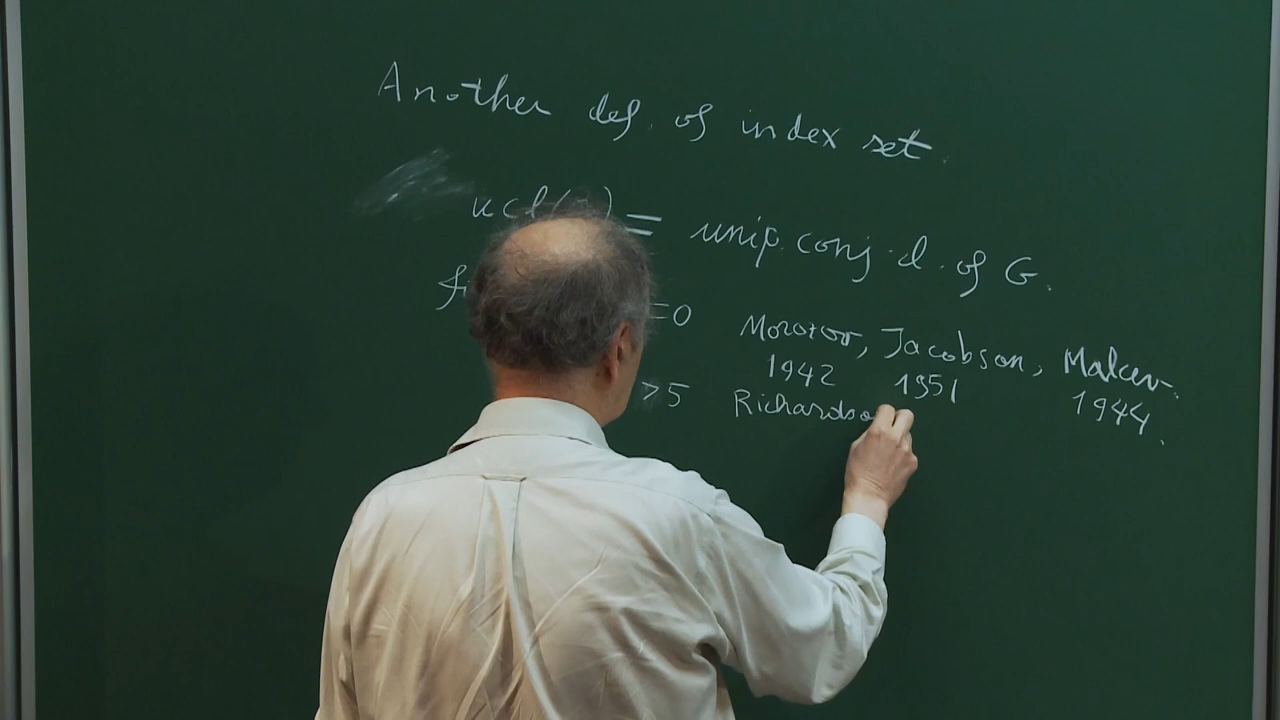 Another def. of index set.
ucl( ) = unip. conj. cl. of G.
fi =0 Morozov, Jacobson, Malcev.
1942 1951 1944.
>5 Richardso